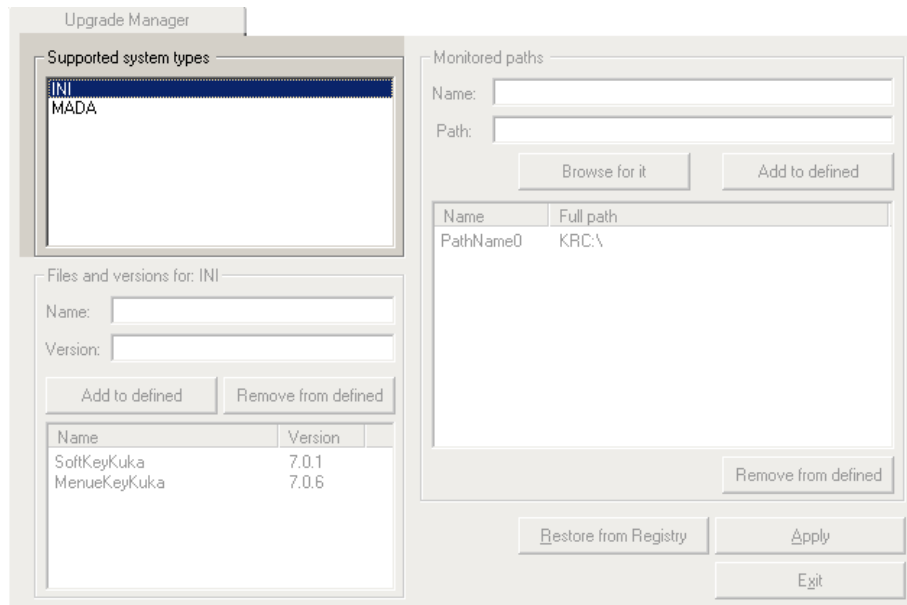 Upgrade Manager
Supported system types
INI
MADA
Files and versions for: INI
Name:
Version:
Add to defined Remove from defined
Name Version
SoftKeyKuka 7.0.1
MenueKeyKuka 7.0.6
Monitored paths
Name:
Path:
Browse for it Add to defined
Name Full path
PathName0 KRC:\
Remove from defined
Restore from Registry Apply
Exit